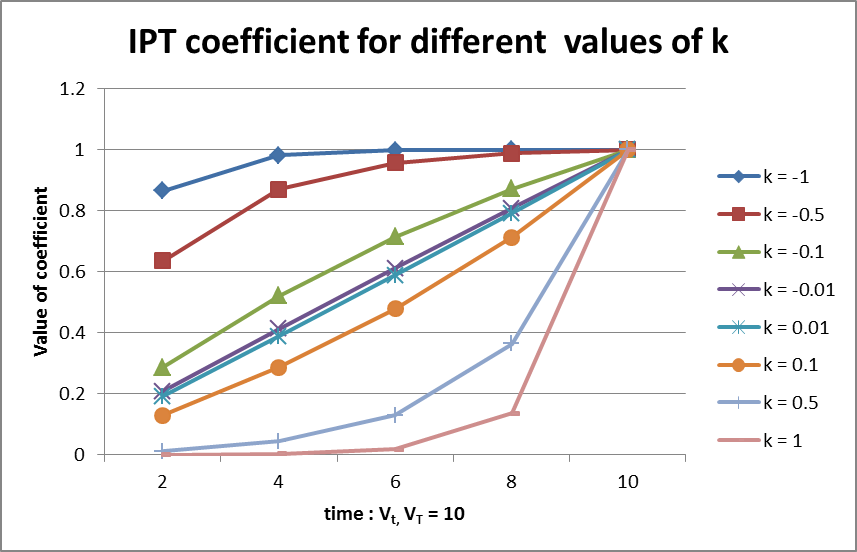 IPT coefficient for different values of k
Value of coefficient
1.2
1
0.8
0.6
0.4
0.2
0
2 4 6 8 10
time : Vt, VT = 10
k = -1
k = -0.5
k = -0.1
k = -0.01
k = 0.01
k = 0.1
k = 0.5
k = 1